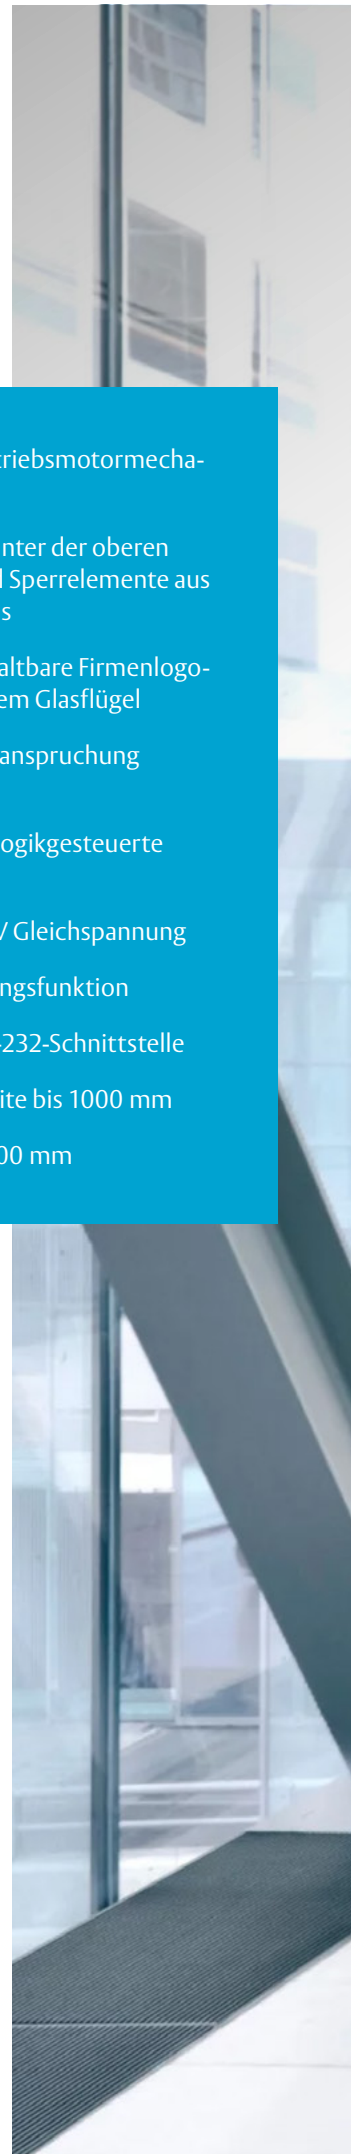 triebsmotormecha-
nter der oberen
d Sperrelemente aus
s
altbare Firmenlogo-
em Glasflügel
anspruchung
ogikgesteuerte
V Gleichspannung
ngsfunktion
-232-Schnittstelle
ite bis 1000 mm
00 mm